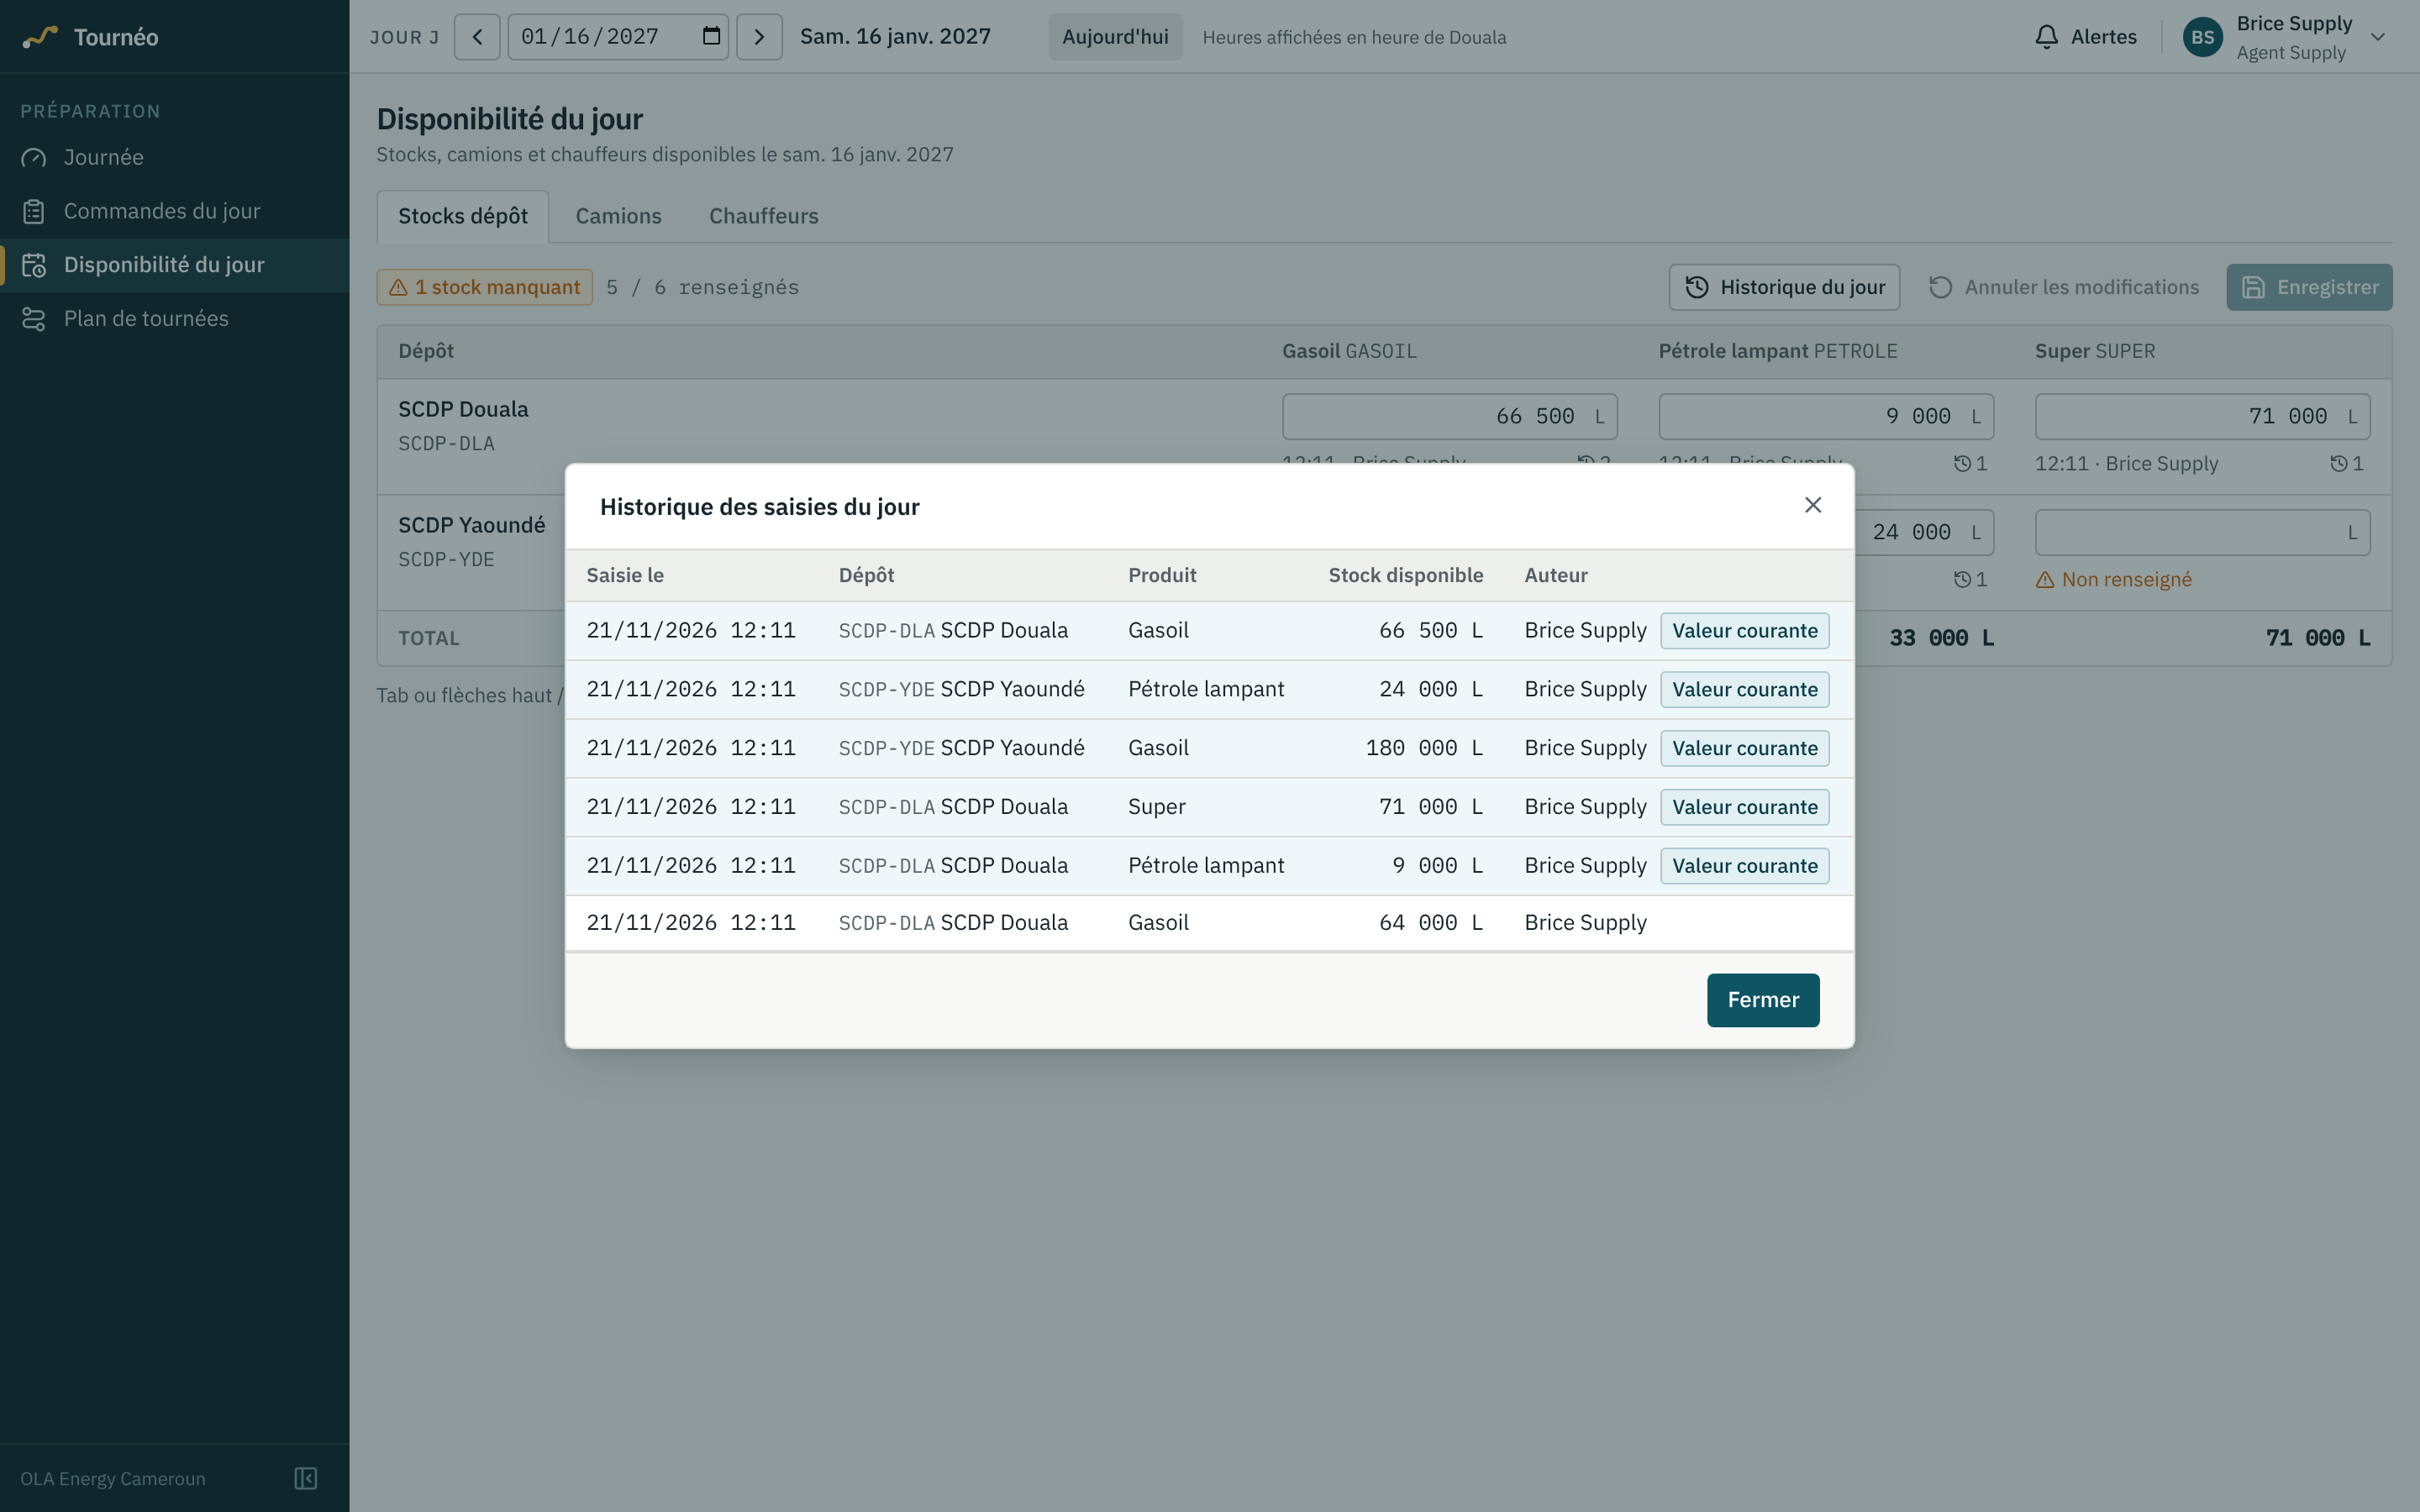 Tournéo
JOUR J
01/16/2027
Sam. 16 janv. 2027
Aujourd'hui
Heures affichées en heure de Douala
Alertes
BS
Brice Supply
Agent Supply
PRÉPARATION
Journée
Commandes du jour
Disponibilité du jour
Plan de tournées
Disponibilité du jour
Stocks, camions et chauffeurs disponibles le sam. 16 janv. 2027
Stocks dépôt
Camions
Chauffeurs
1 stock manquant
5 / 6 renseignés
Historique du jour
Annuler les modifications
Enregistrer
Dépôt
Gasoil GASOIL
Pétrole lampant PETROLE
Super SUPER
SCDP Douala
SCDP-DLA
66 500 L
9 000 L
71 000 L
12:11 · Brice Supply
12:11 · Brice Supply
1
12:11 · Brice Supply
1
SCDP Yaoundé
SCDP-YDE
24 000 L
L
1
Non renseigné
TOTAL
33 000 L
71 000 L
Tab ou flèches haut /
Historique des saisies du jour
Saisie le
Dépôt
Produit
Stock disponible
Auteur
21/11/2026 12:11 SCDP-DLA SCDP Douala Gasoil 66 500 L Brice Supply Valeur courante
21/11/2026 12:11 SCDP-YDE SCDP Yaoundé Pétrole lampant 24 000 L Brice Supply Valeur courante
21/11/2026 12:11 SCDP-YDE SCDP Yaoundé Gasoil 180 000 L Brice Supply Valeur courante
21/11/2026 12:11 SCDP-DLA SCDP Douala Super 71 000 L Brice Supply Valeur courante
21/11/2026 12:11 SCDP-DLA SCDP Douala Pétrole lampant 9 000 L Brice Supply Valeur courante
21/11/2026 12:11 SCDP-DLA SCDP Douala Gasoil 64 000 L Brice Supply
Fermer
OLA Energy Cameroun